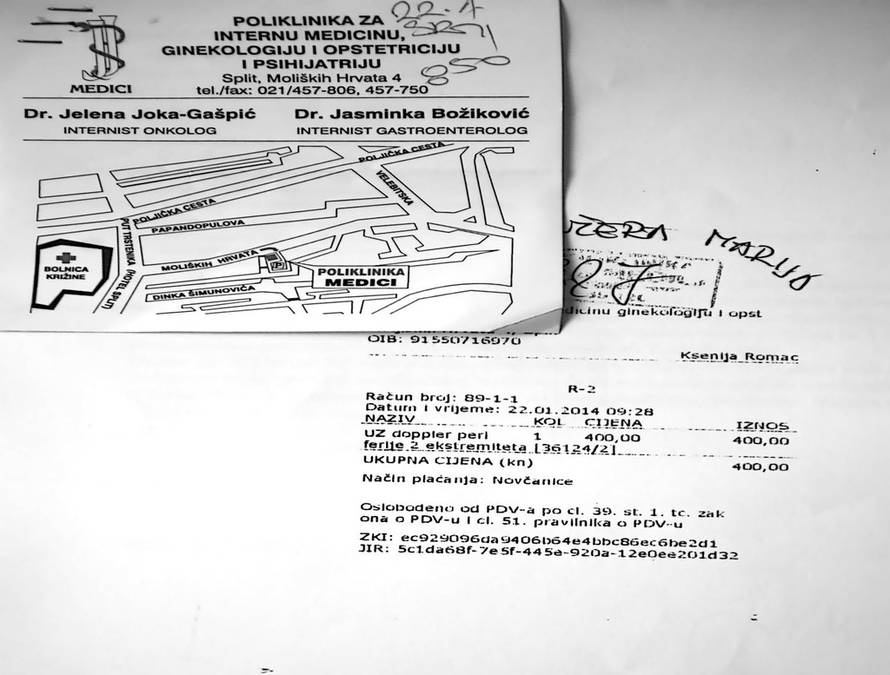 22.1
SRJ
850
POLIKLINIKA ZA
INTERNU MEDICINU,
GINEKOLOGIJU I OPSTETRICIJU
I PSIHIJATRIJU
Split, Moliških Hrvata 4
tel./fax: 021/457-806, 457-750
MEDICI
Dr. Jelena Joka-Gašpić
INTERNIST ONKOLOG
Dr. Jasminka Božiković
INTERNIST GASTROENTEROLOG
POLJIČKA CESTA
VELEBITSKA
POLJIČKA CESTA
PAPANDOPULOVA
PUT TRSTENIKA (HOTEL SPLIT)
BOLNICA
KRIŽINE
MOLIŠKIH HRVATA
P
POLIKLINIKA
MEDICI
DINKA ŠIMUNOVIĆA
MARIJO
dicinu ginekologiju i opst
OIB: 91550716970
Ksenija Romac
R-2
Račun broj: 89-1-1
Datum i vrijeme: 22.01.2014 09:28
NAZIV KOL CIJENA IZNOS
UZ doppler peri 1 400,00 400,00
ferije 2 ekstremiteta [36124/2]
UKUPNA CIJENA (kn) 400,00
Način plaćanja: Novčanice
Oslobođeno od PDV-a po cl. 39. st. 1. tc. zak
ona o PDV-u i cl. 51. pravilnika o PDV-u
ZKI: ec929096da9406b64e4bbc86ec6be2d1
JIR: 5c1da68f-7e5f-445e-920a-12e0ee201d32